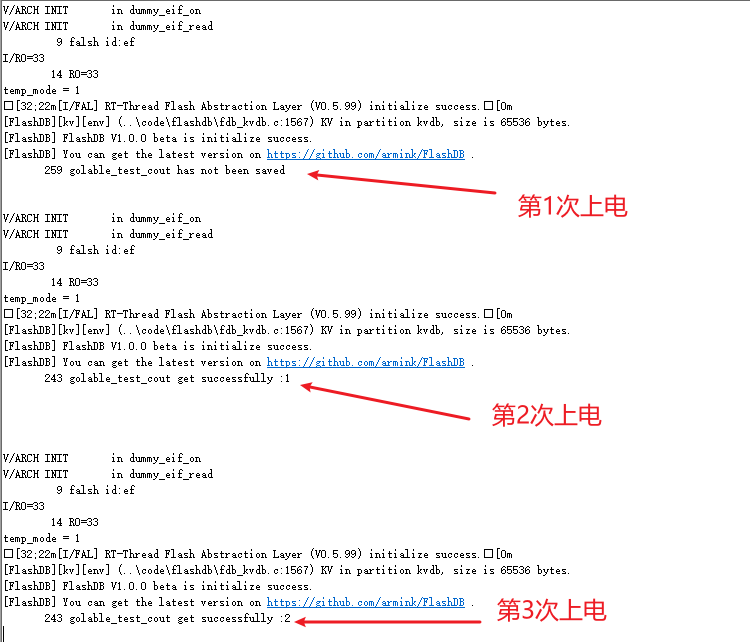 V/ARCH INIT in dummy_eif_on
V/ARCH INIT in dummy_eif_read
9 falsh id:ef
I/RO=33
14 RO=33
temp_mode = 1
□[32;22m[I/FAL] RT-Thread Flash Abstraction Layer (V0.5.99) initialize success.□[0m
[FlashDB][kv][env] (..\code\flashdb\fdb_kvdb.c:1567) KV in partition kvdb, size is 65536 bytes.
[FlashDB] FlashDB V1.0.0 beta is initialize success.
[FlashDB] You can get the latest version on https://github.com/armink/FlashDB .
259 golable_test_cout has not been saved
第1次上电
V/ARCH INIT in dummy_eif_on
V/ARCH INIT in dummy_eif_read
9 falsh id:ef
I/RO=33
14 RO=33
temp_mode = 1
□[32;22m[I/FAL] RT-Thread Flash Abstraction Layer (V0.5.99) initialize success.□[0m
[FlashDB][kv][env] (..\code\flashdb\fdb_kvdb.c:1567) KV in partition kvdb, size is 65536 bytes.
[FlashDB] FlashDB V1.0.0 beta is initialize success.
[FlashDB] You can get the latest version on https://github.com/armink/FlashDB .
243 golable_test_cout get successfully :1
第2次上电
V/ARCH INIT in dummy_eif_on
V/ARCH INIT in dummy_eif_read
9 falsh id:ef
I/RO=33
14 RO=33
temp_mode = 1
□[32;22m[I/FAL] RT-Thread Flash Abstraction Layer (V0.5.99) initialize success.□[0m
[FlashDB][kv][env] (..\code\flashdb\fdb_kvdb.c:1567) KV in partition kvdb, size is 65536 bytes.
[FlashDB] FlashDB V1.0.0 beta is initialize success.
[FlashDB] You can get the latest version on https://github.com/armink/FlashDB .
243 golable_test_cout get successfully :2
第3次上电